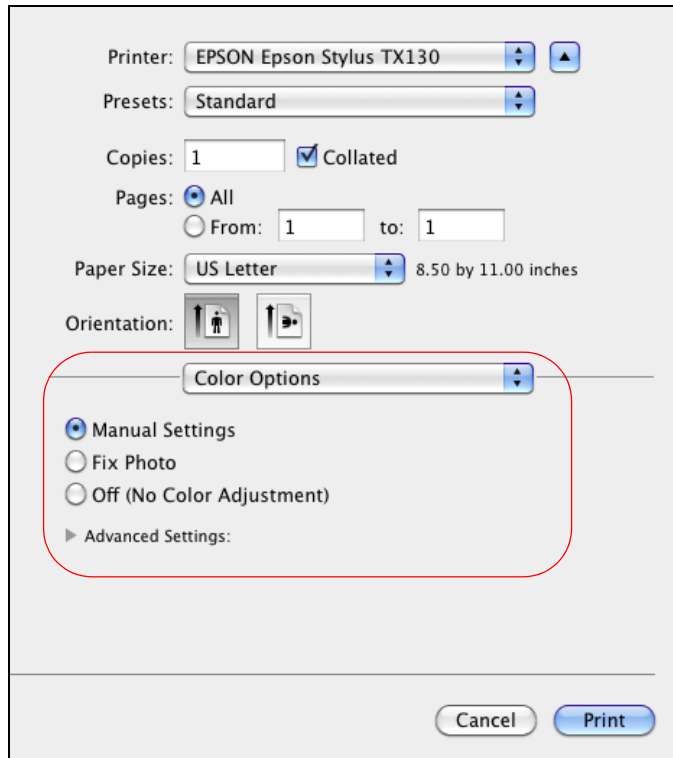 Printer: EPSON Epson Stylus TX130
Presets: Standard
Copies: 1 Collated
Pages: All
From: 1 to: 1
Paper Size: US Letter 8.50 by 11.00 inches
Orientation:
Color Options
Manual Settings
Fix Photo
Off (No Color Adjustment)
Advanced Settings:
Cancel Print